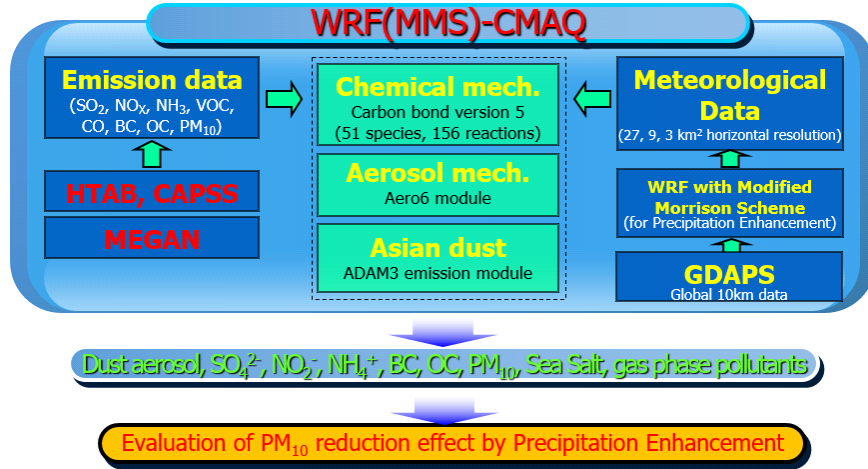 WRF(MMS)-CMAQ
Emission data
(SO₂, NOₓ, NH₃, VOC,
CO, BC, OC, PM₁₀)
HTAB, CAPSS
MEGAN
Chemical mech.
Carbon bond version 5
(51 species, 156 reactions)
Aerosol mech.
Aero6 module
Asian dust
ADAM3 emission module
Meteorological
Data
(27, 9, 3 km² horizontal resolution)
WRF with Modified
Morrison Scheme
(for Precipitation Enhancement)
GDAPS
Global 10km data
Dust aerosol, SO₄²⁻, NO₂⁻, NH₄⁺, BC, OC, PM₁₀, Sea Salt, gas phase pollutants
Evaluation of PM₁₀ reduction effect by Precipitation Enhancement